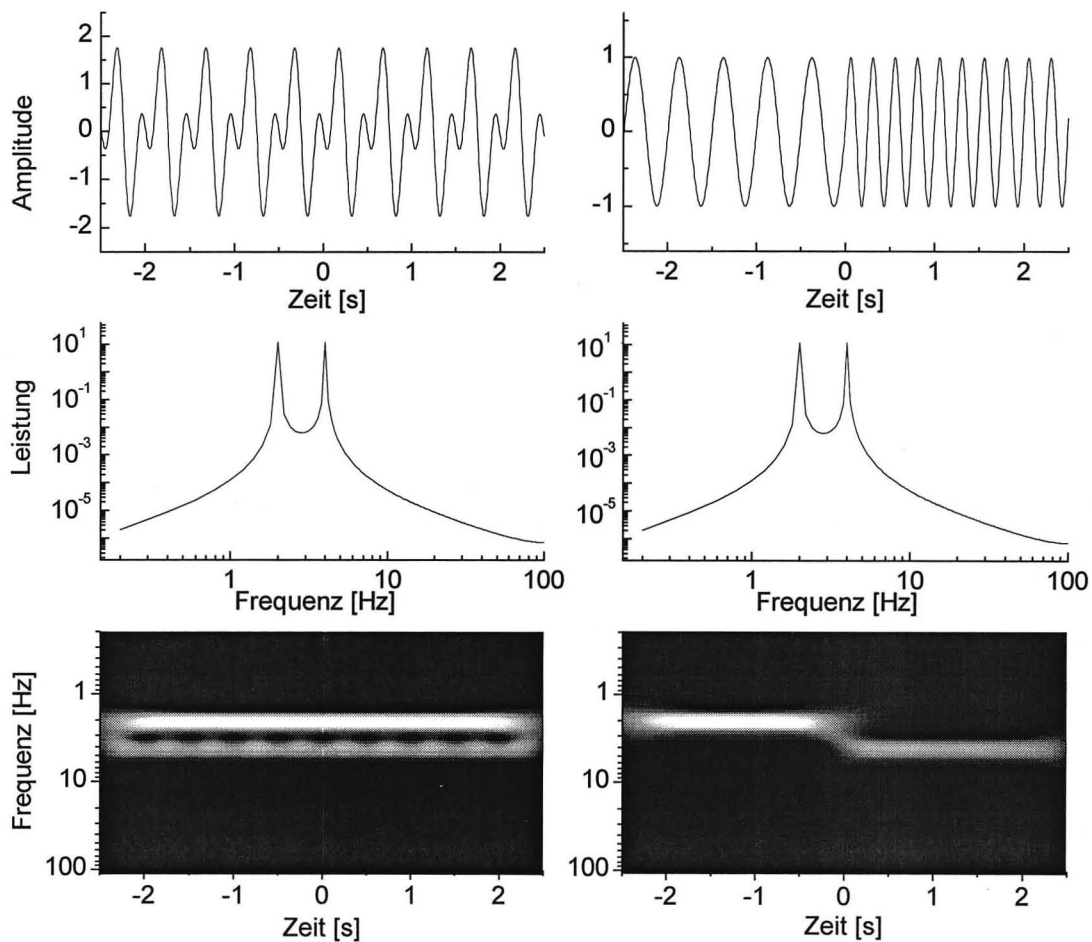 Amplitude
2
1
0
-1
-2
-2 -1 0 1 2
Zeit [s]
1
0
-1
-2 -1 0 1 2
Zeit [s]
Leistung
10^1
10^-1
10^-3
10^-5
1 10 100
Frequenz [Hz]
10^1
10^-1
10^-3
10^-5
1 10 100
Frequenz [Hz]
Frequenz [Hz]
1
10
100
-2 -1 0 1 2
Zeit [s]
1
10
100
-2 -1 0 1 2
Zeit [s]